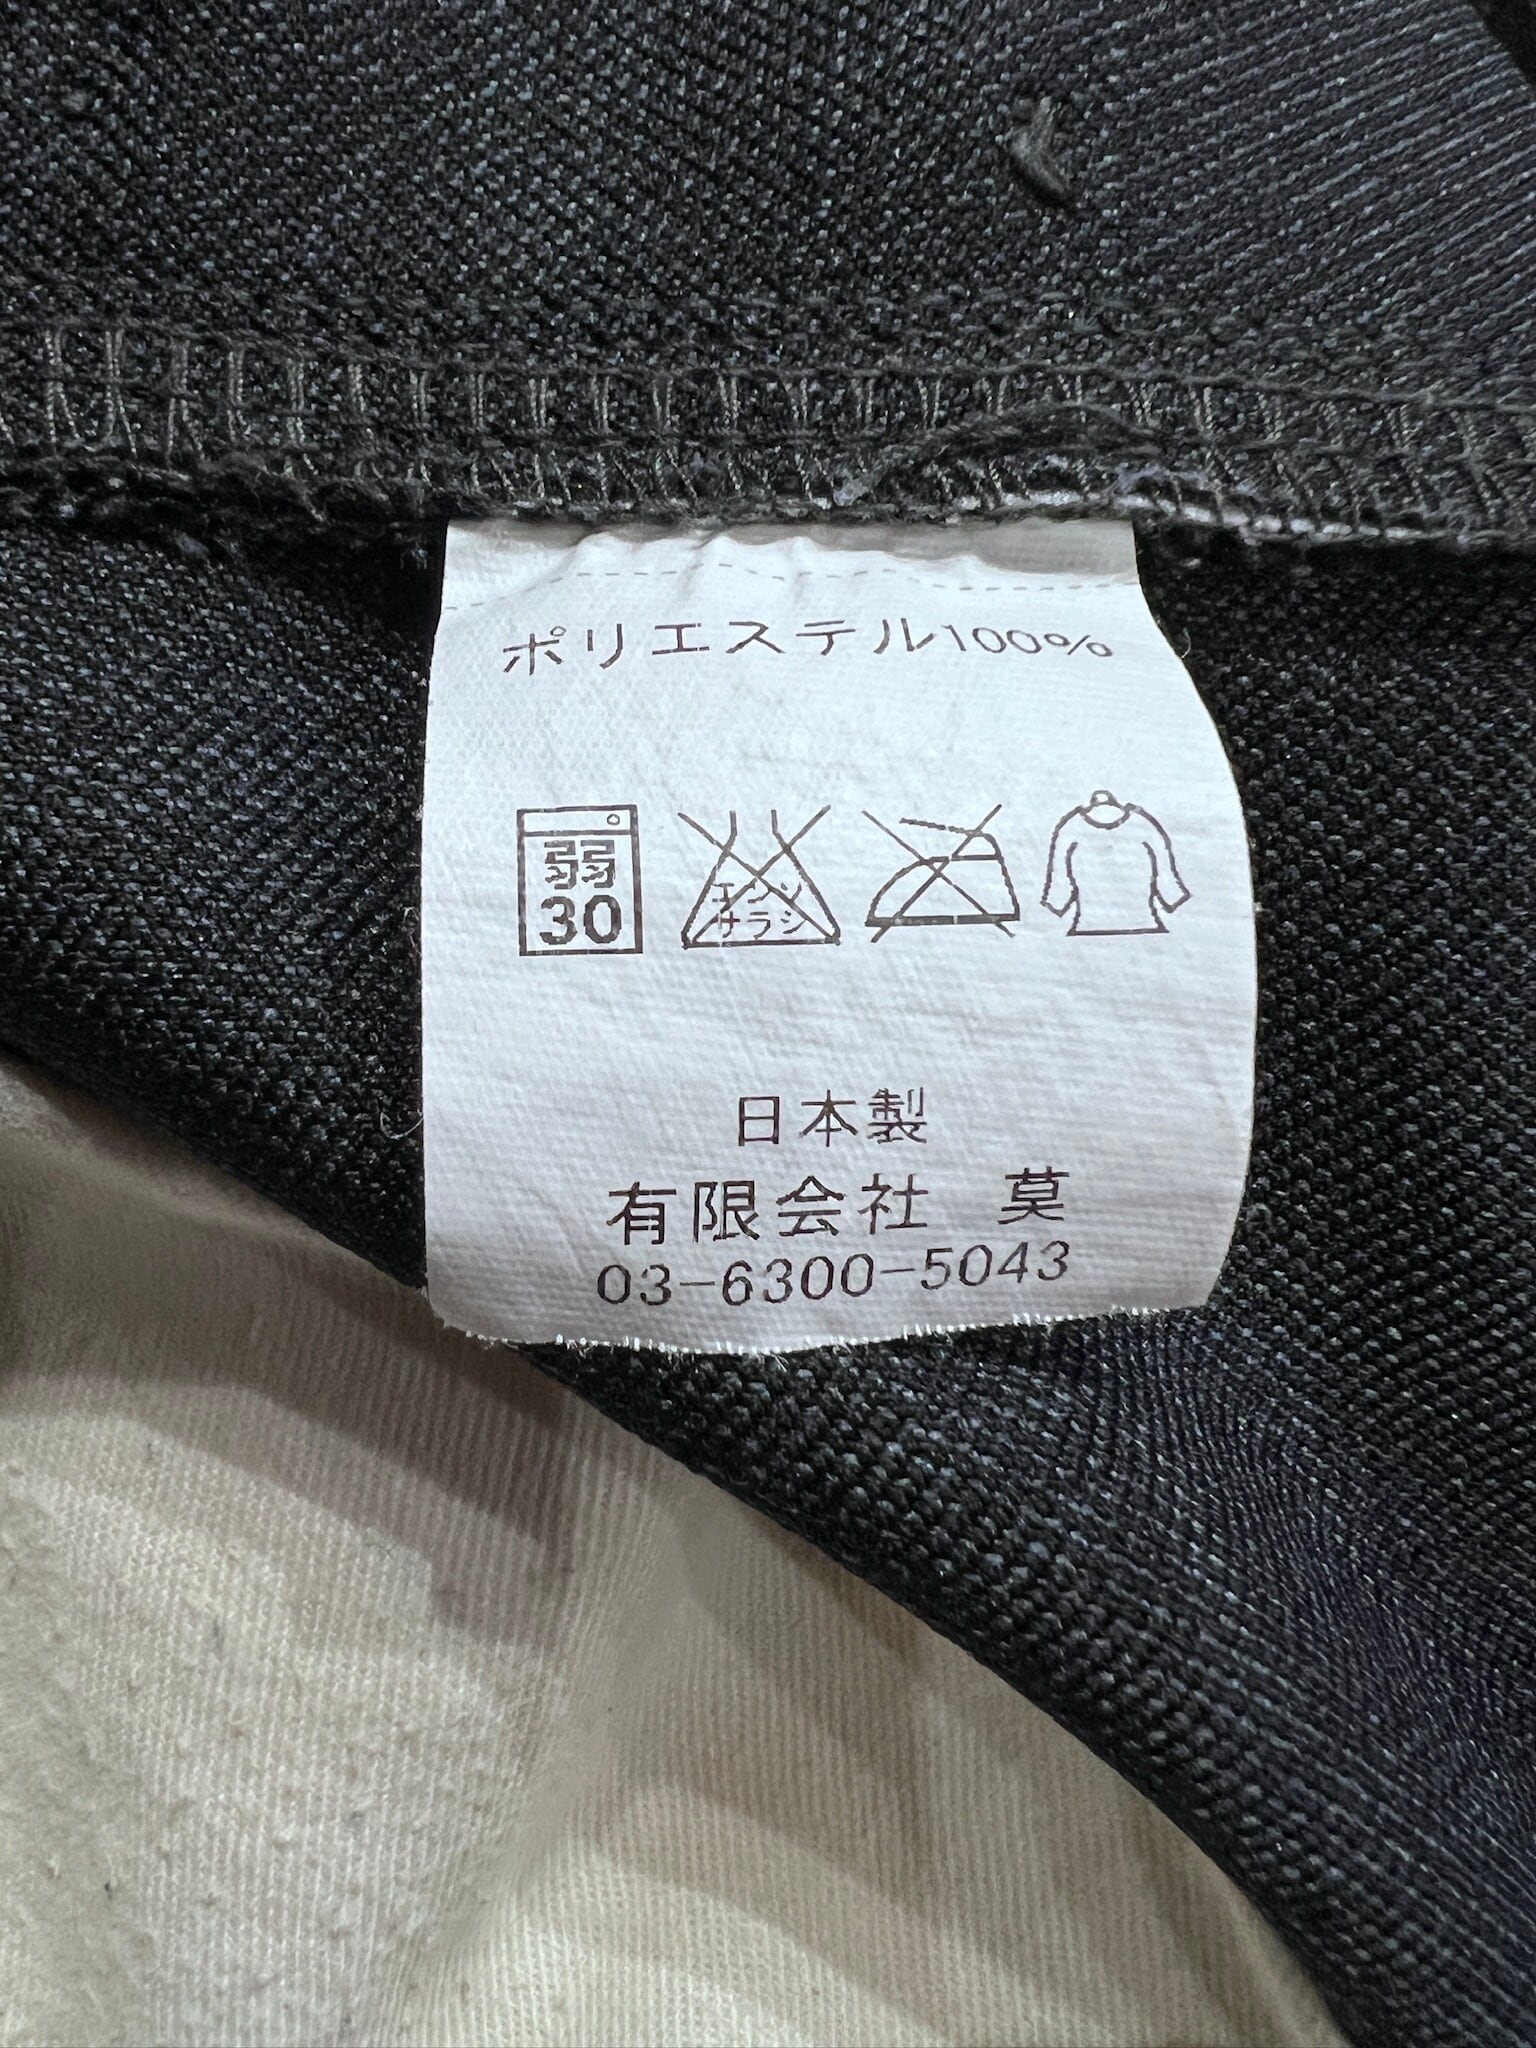 ポリエステル100%
弱
30
エンソ
サラシ
日本製
有限会社 莫
03-6300-5043